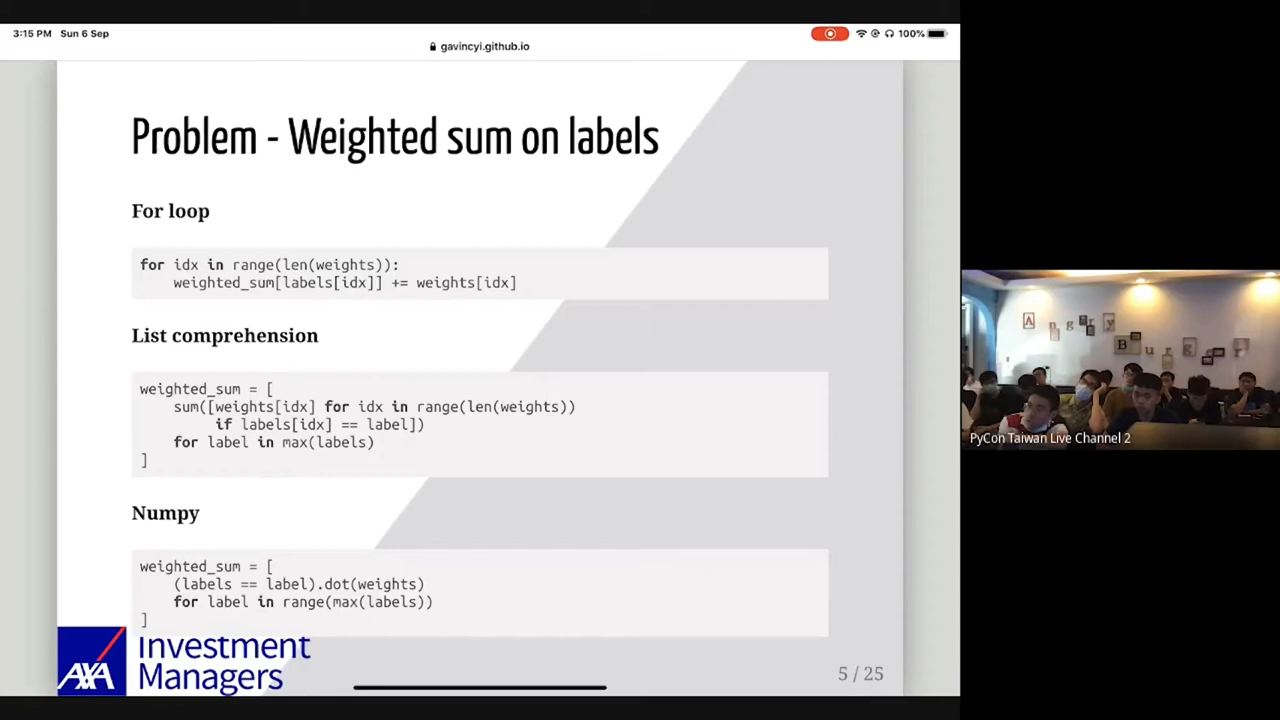 3:15 PM Sun 6 Sep
100%
gavincyi.github.io
Problem - Weighted sum on labels
For loop
for idx in range(len(weights)):
    weighted_sum[labels[idx]] += weights[idx]
List comprehension
weighted_sum = [
    sum([weights[idx] for idx in range(len(weights))
         if labels[idx] == label])
    for label in max(labels)
]
Numpy
weighted_sum = [
    (labels == label).dot(weights)
    for label in range(max(labels))
]
AXA
Investment
Managers
5 / 25
Angry
Burger
PyCon Taiwan Live Channel 2